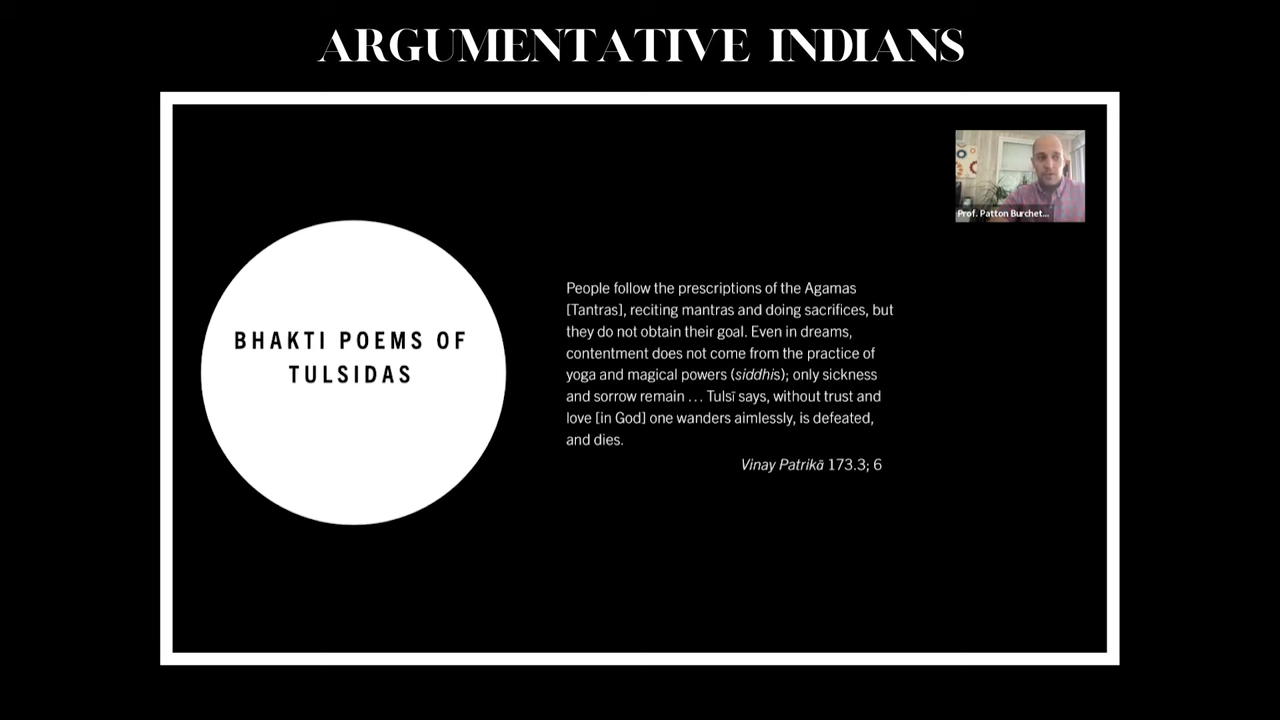 ARGUMENTATIVE INDIANS
Prof. Patton Burchet...
BHAKTI POEMS OF
TULSIDAS
People follow the prescriptions of the Agamas
[Tantras], reciting mantras and doing sacrifices, but
they do not obtain their goal. Even in dreams,
contentment does not come from the practice of
yoga and magical powers (siddhis); only sickness
and sorrow remain ... Tulsī says, without trust and
love [in God] one wanders aimlessly, is defeated,
and dies.
Vinay Patrikā 173.3; 6